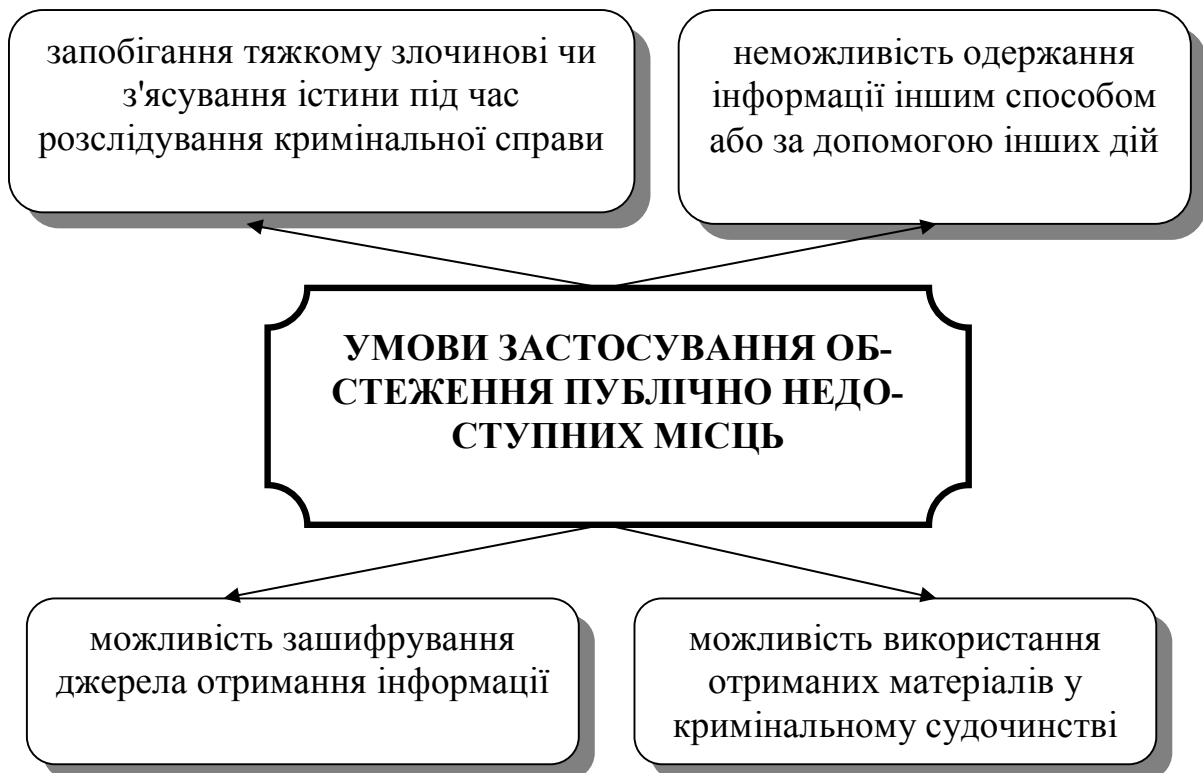 запобігання тяжкому злочинові чи
з'ясування істини під час
розслідування кримінальної справи
неможливість одержання
інформації іншим способом
або за допомогою інших дій
УМОВИ ЗАСТОСУВАННЯ ОБ-
СТЕЖЕННЯ ПУБЛІЧНО НЕДО-
СТУПНИХ МІСЦЬ
можливість зашифрування
джерела отримання інформації
можливість використання
отриманих матеріалів у
кримінальному судочинстві